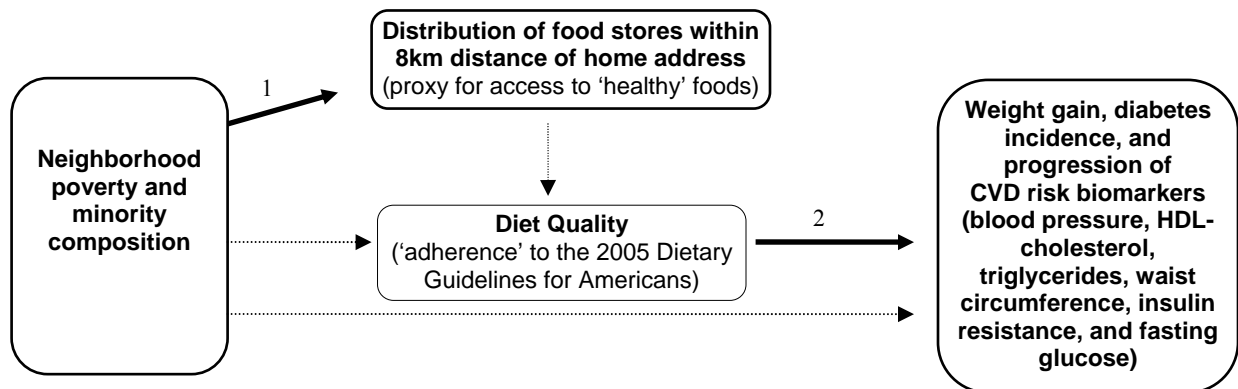 Distribution of food stores within
8km distance of home address
(proxy for access to ‘healthy’ foods)
1
Neighborhood
poverty and
minority
composition
Diet Quality
(‘adherence’ to the 2005 Dietary
Guidelines for Americans)
2
Weight gain, diabetes
incidence, and
progression of
CVD risk biomarkers
(blood pressure, HDL-
cholesterol,
triglycerides, waist
circumference, insulin
resistance, and fasting
glucose)